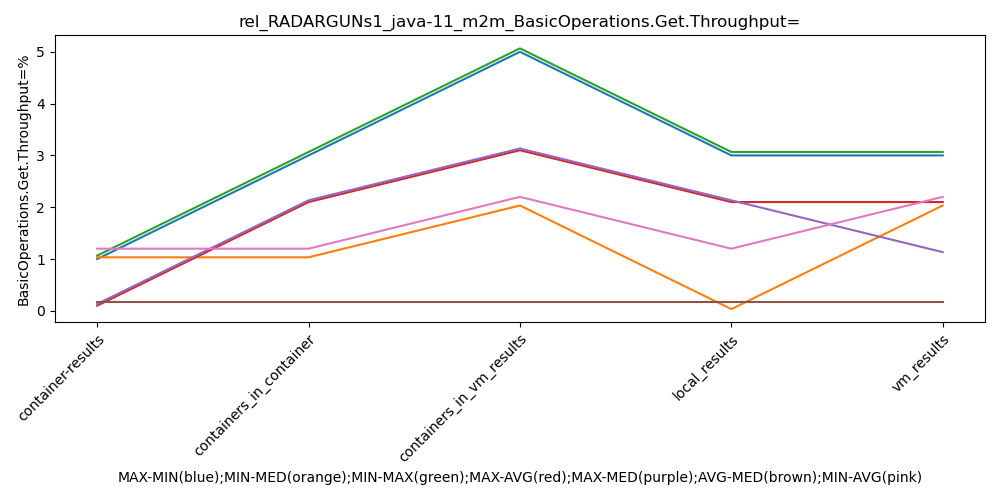 rel_RADARGUNs1_java-11_m2m_BasicOperations.Get.Throughput=
BasicOperations.Get.Throughput=%
5
4
3
2
1
0
container-results
containers_in_container
containers_in_vm_results
local_results
vm_results
MAX-MIN(blue);MIN-MED(orange);MIN-MAX(green);MAX-AVG(red);MAX-MED(purple);AVG-MED(brown);MIN-AVG(pink)